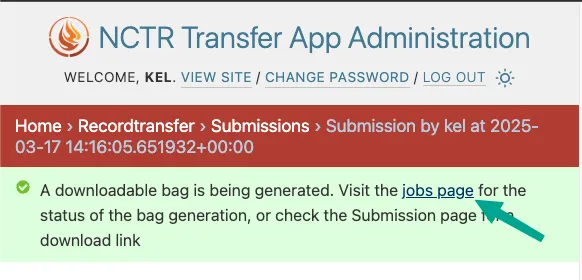 NCTR Transfer App Administration
WELCOME, KEL. VIEW SITE / CHANGE PASSWORD / LOG OUT
Home › Recordtransfer › Submissions › Submission by kel at 2025-
03-17 14:16:05.651932+00:00
A downloadable bag is being generated. Visit the jobs page for the
status of the bag generation, or check the Submission page for a
download link